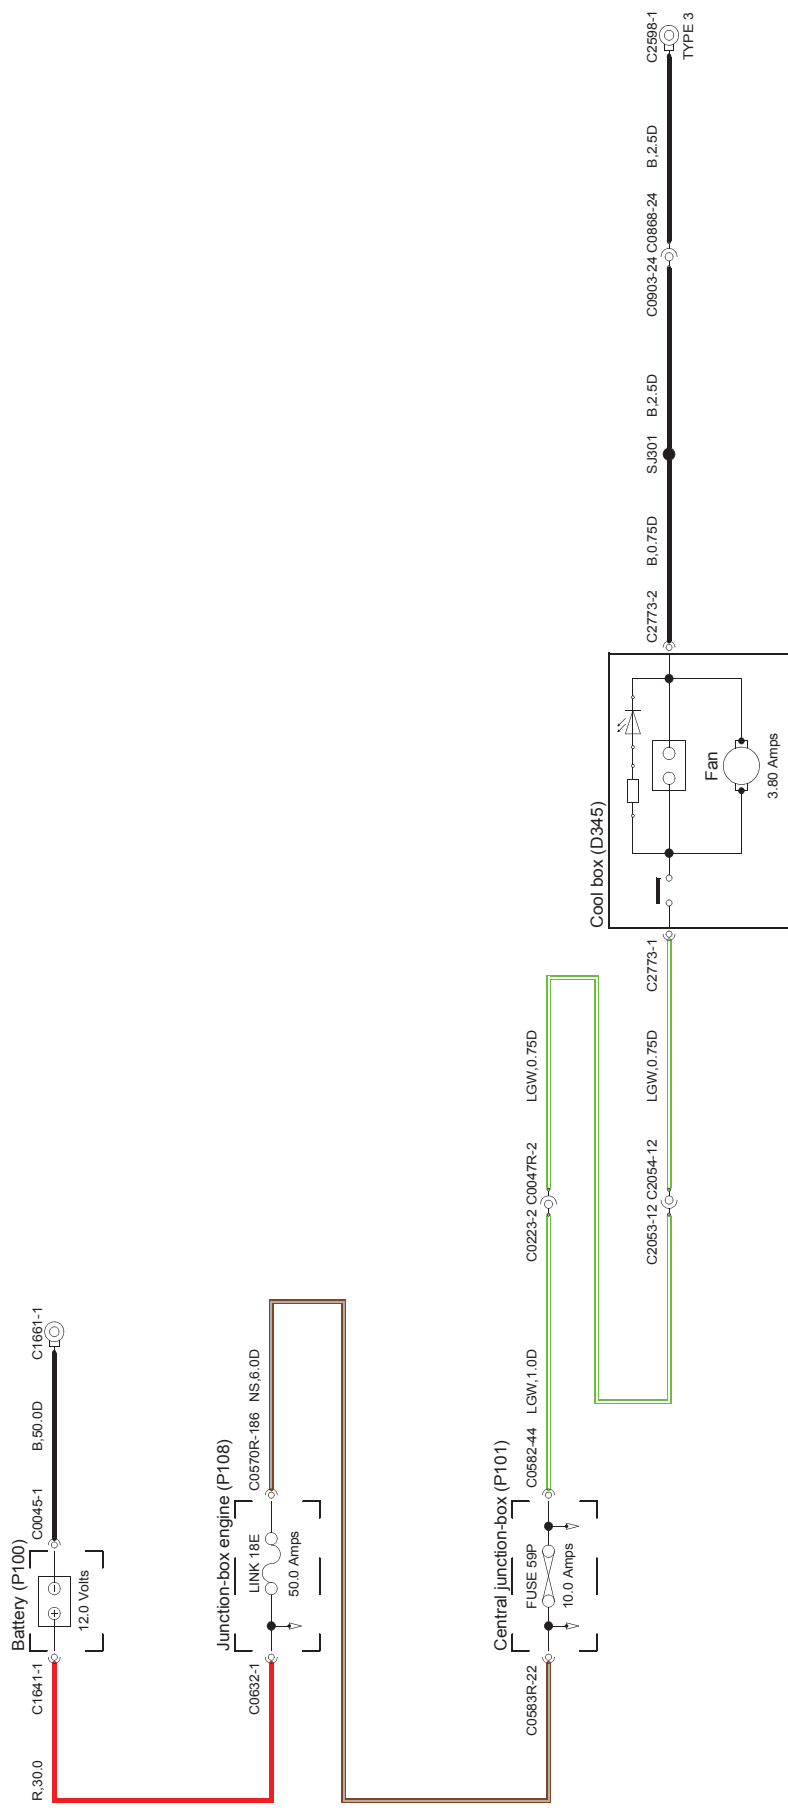 Battery (P100)
12.0 Volts
R,30.0
C1641-1
C0045-1
B,50.0D
C1661-1
Junction-box engine (P108)
LINK 18E
50.0 Amps
C0632-1
C0570R-186
NS,6.0D
Central junction-box (P101)
FUSE 59P
10.0 Amps
C0583R-22
C0582-44
LGW,1.0D
C0223-2
C0047R-2
LGW,0.75D
C2053-12
C2054-12
LGW,0.75D
C2773-1
Cool box (D345)
Fan
3.80 Amps
C2773-2
B,0.75D
SJ301
B,2.5D
C0903-24
C0868-24
B,2.5D
C2598-1
TYPE 3